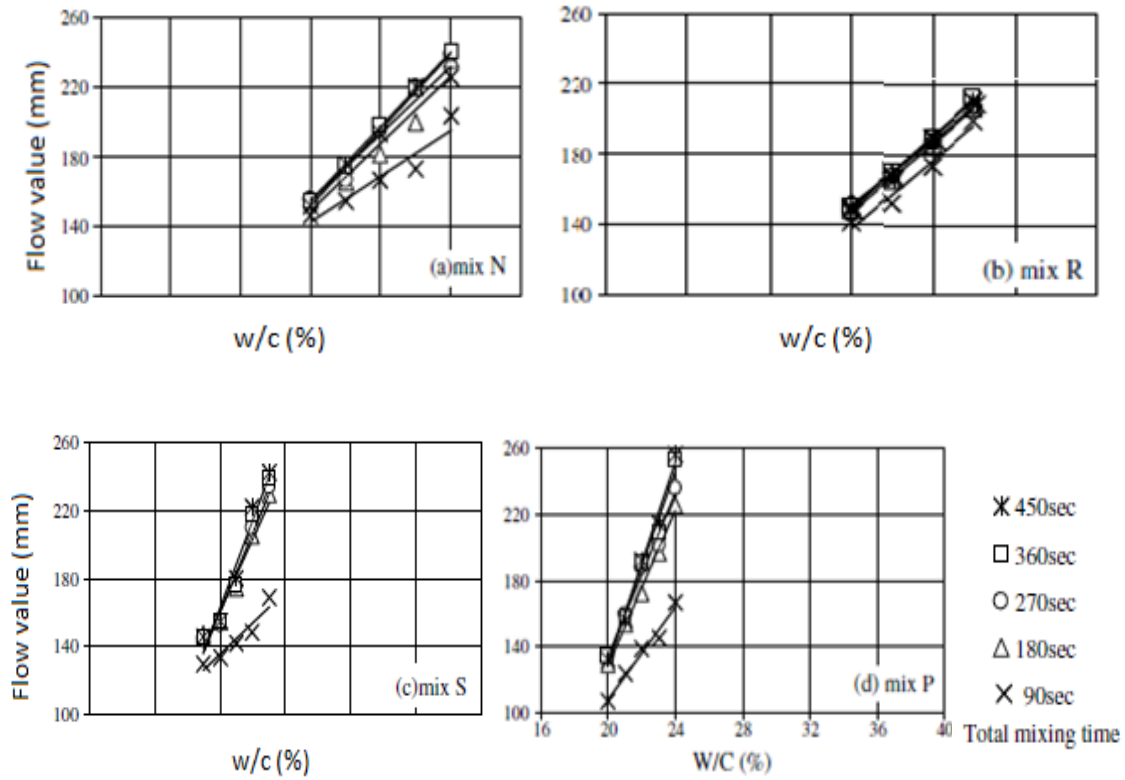 260
220
180
140
100
Flow value (mm)
(a)mix N
w/c (%)
260
220
180
140
100
(b) mix R
w/c (%)
260
220
180
140
100
Flow value (mm)
(c)mix S
w/c (%)
260
220
180
140
100
16 20 24 28 32 36 40
(d) mix P
W/C (%)
450sec
360sec
270sec
180sec
90sec
Total mixing time